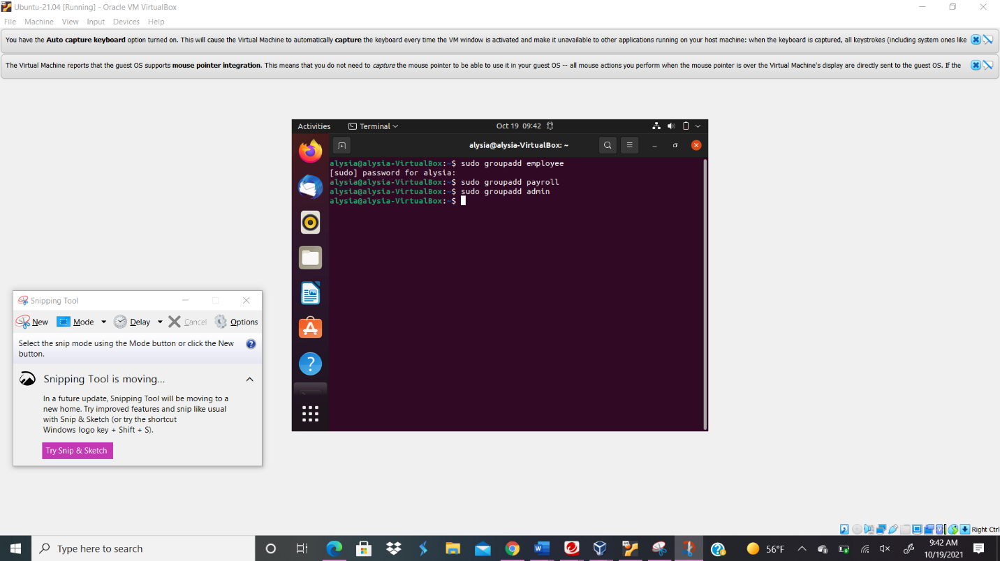 Ubuntu-21.04 [Running] - Oracle VM VirtualBox
File Machine View Input Devices Help
You have the Auto capture keyboard option turned on. This will cause the Virtual Machine to automatically capture the keyboard every time the VM window is activated and make it unavailable to other applications running on your host machine: when the keyboard is captured, all keystrokes (including system ones like
The Virtual Machine reports that the guest OS supports mouse pointer integration. This means that you do not need to capture the mouse pointer to be able to use it in your guest OS -- all mouse actions you perform when the mouse pointer is over the Virtual Machine's display are directly sent to the guest OS. If the
Activities Terminal Oct 19 09:42
alysia@alysia-VirtualBox: ~
alysia@alysia-VirtualBox:~$ sudo groupadd employee
[sudo] password for alysia:
alysia@alysia-VirtualBox:~$ sudo groupadd payroll
alysia@alysia-VirtualBox:~$ sudo groupadd admin
alysia@alysia-VirtualBox:~$
Snipping Tool
New Mode Delay Cancel Options
Select the snip mode using the Mode button or click the New
button.
Snipping Tool is moving...
In a future update, Snipping Tool will be moving to a
new home. Try improved features and snip like usual
with Snip & Sketch (or try the shortcut
Windows logo key + Shift + S).
Try Snip & Sketch
Right Ctrl
Type here to search
56°F
9:42 AM
10/19/2021